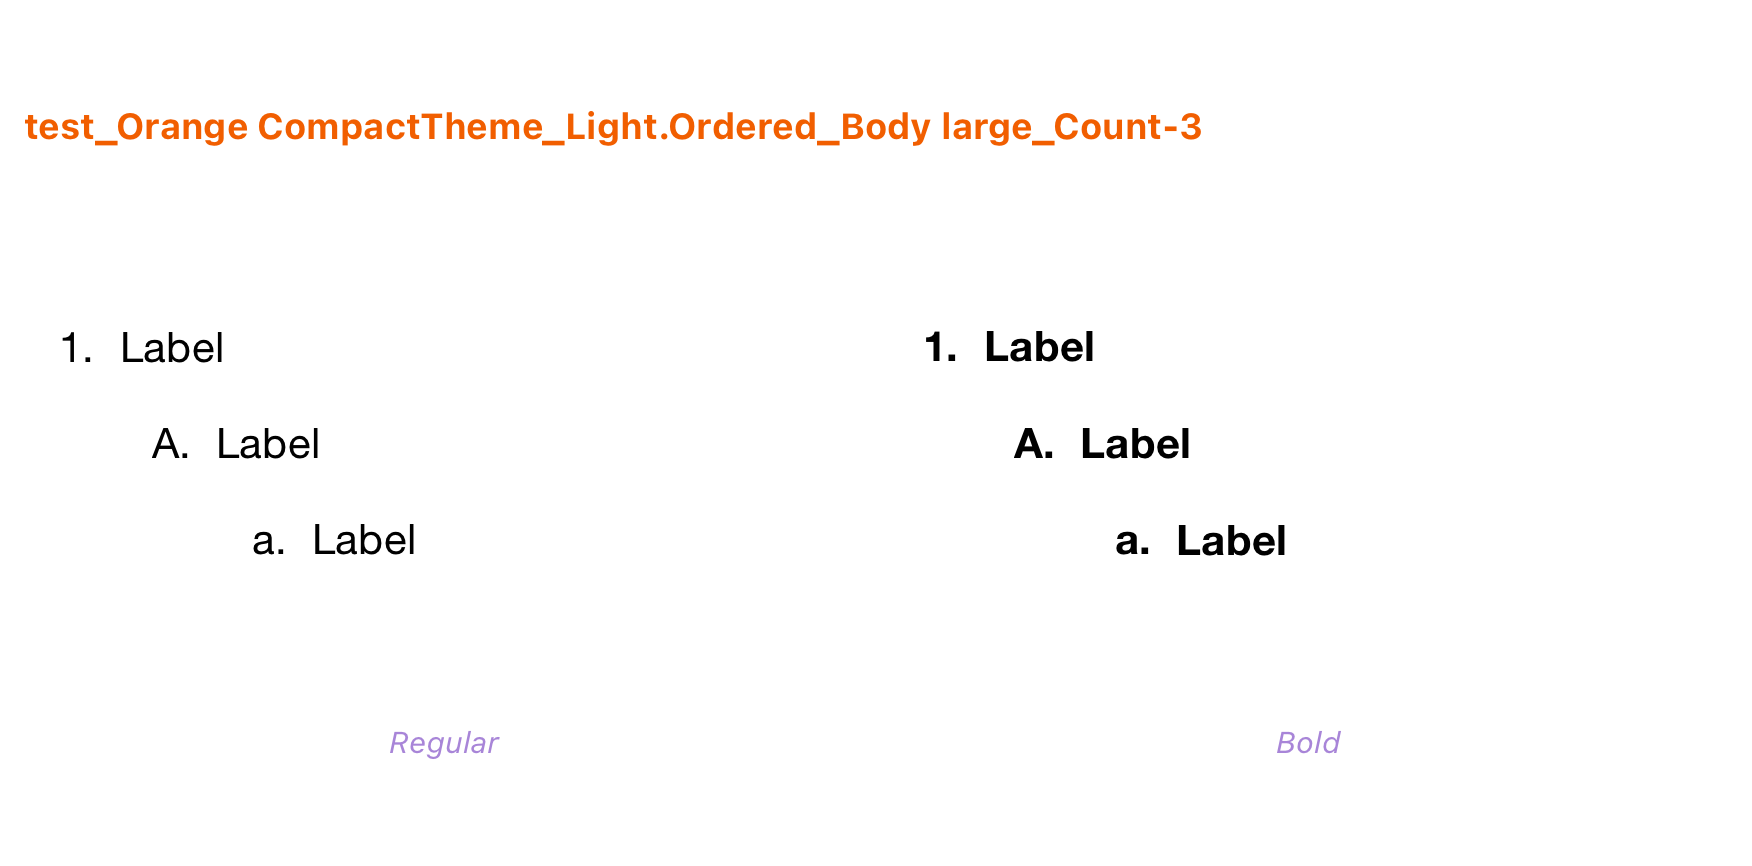 test_Orange CompactTheme_Light.Ordered_Body large_Count-3
1. Label
A. Label
a. Label
Regular
1. Label
A. Label
a. Label
Bold